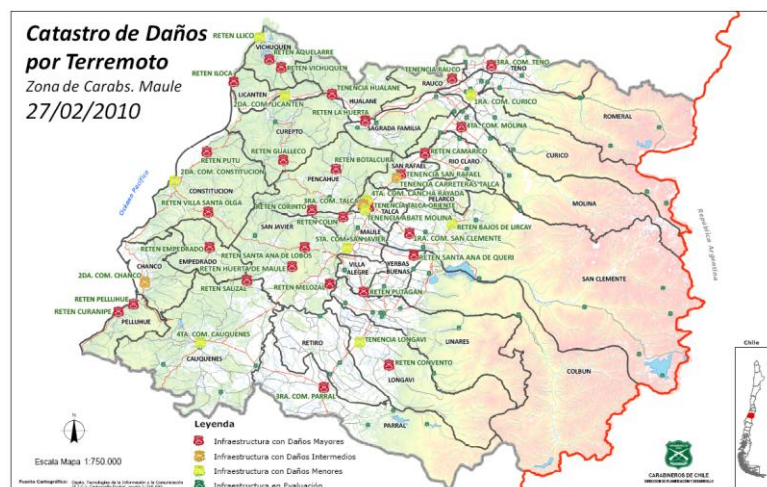 Catastro de Daños
por Terremoto
Zona de Carabs. Maule
27/02/2010
RETEN LLICO
VICHUQUEN
RETEN AQUELARRE
RETEN VICHUQUEN
RETEN ILOCA
LICANTEN
2DA. COM. LICANTEN
TENENCIA HUALANE
HUALANE
RETEN LA HUERTA
TENENCIA RAUCO
RAUCO
3RA. COM. TENO
TENO
1RA. COM. CURICO
ROMERAL
4TA. COM. MOLINA
SAGRADA FAMILIA
CUREPTO
RETEN PUTU
RETEN GUALLECO
RETEN BOTALCURA
RETEN CAMARICO
RIO CLARO
CURICO
SAN RAFAEL
TENENCIA SAN RAFAEL
TENENCIA CARRETERAS TALCA
2DA. COM. CONSTITUCION
CONSTITUCION
PENCAHUE
4TA. COM. CANCHA RAYADA
PELARCO
MOLINA
3RA. COM. TALCA
TENENCIA TALCA ORIENTE
TALCA
RETEN VILLA SANTA OLGA
RETEN CORINTO
TENENCIA ABATE MOLINA
RETEN COLIN
RETEN BAJOS DE LIRCAY
SAN JAVIER
MAULE
1RA. COM. SAN CLEMENTE
5TA. COM. SAN JAVIER
RETEN EMPEDRADO
EMPEDRADO
RETEN SANTA ANA DE LOBOS
RETEN SANTA ANA DE QUERI
VILLA
ALEGRE
YERBAS
BUENAS
CHANCO
2DA. COM. CHANCO
RETEN HUERTA DE MAULE
SAN CLEMENTE
RETEN SAUZAL
RETEN MELOZAL
RETEN PUTAGAN
RETEN PELLUHUE
RETEN CURANIPE
PELLUHUE
4TA. COM. CAUQUENES
CAUQUENES
RETIRO
TENENCIA LONGAVI
LINARES
COLBUN
RETEN CONVENTO
LONGAVI
3RA. COM. PARRAL
PARRAL
Océano Pacífico
República Argentina
Chile
N
Escala Mapa 1:750.000
Leyenda
Infraestructura con Daños Mayores
Infraestructura con Daños Intermedios
Infraestructura con Daños Menores
Infraestructura en Evaluación
CARABINEROS DE CHILE
Fuente Cartográfica: